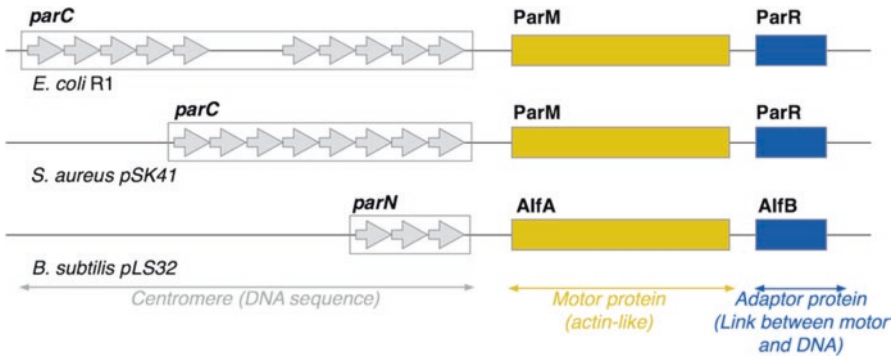 parC ParM ParR
E. coli R1
parC ParM ParR
S. aureus pSK41
parN AlfA AlfB
B. subtilis pLS32
Centromere (DNA sequence) Motor protein Adaptor protein
(actin-like) (Link between motor
and DNA)